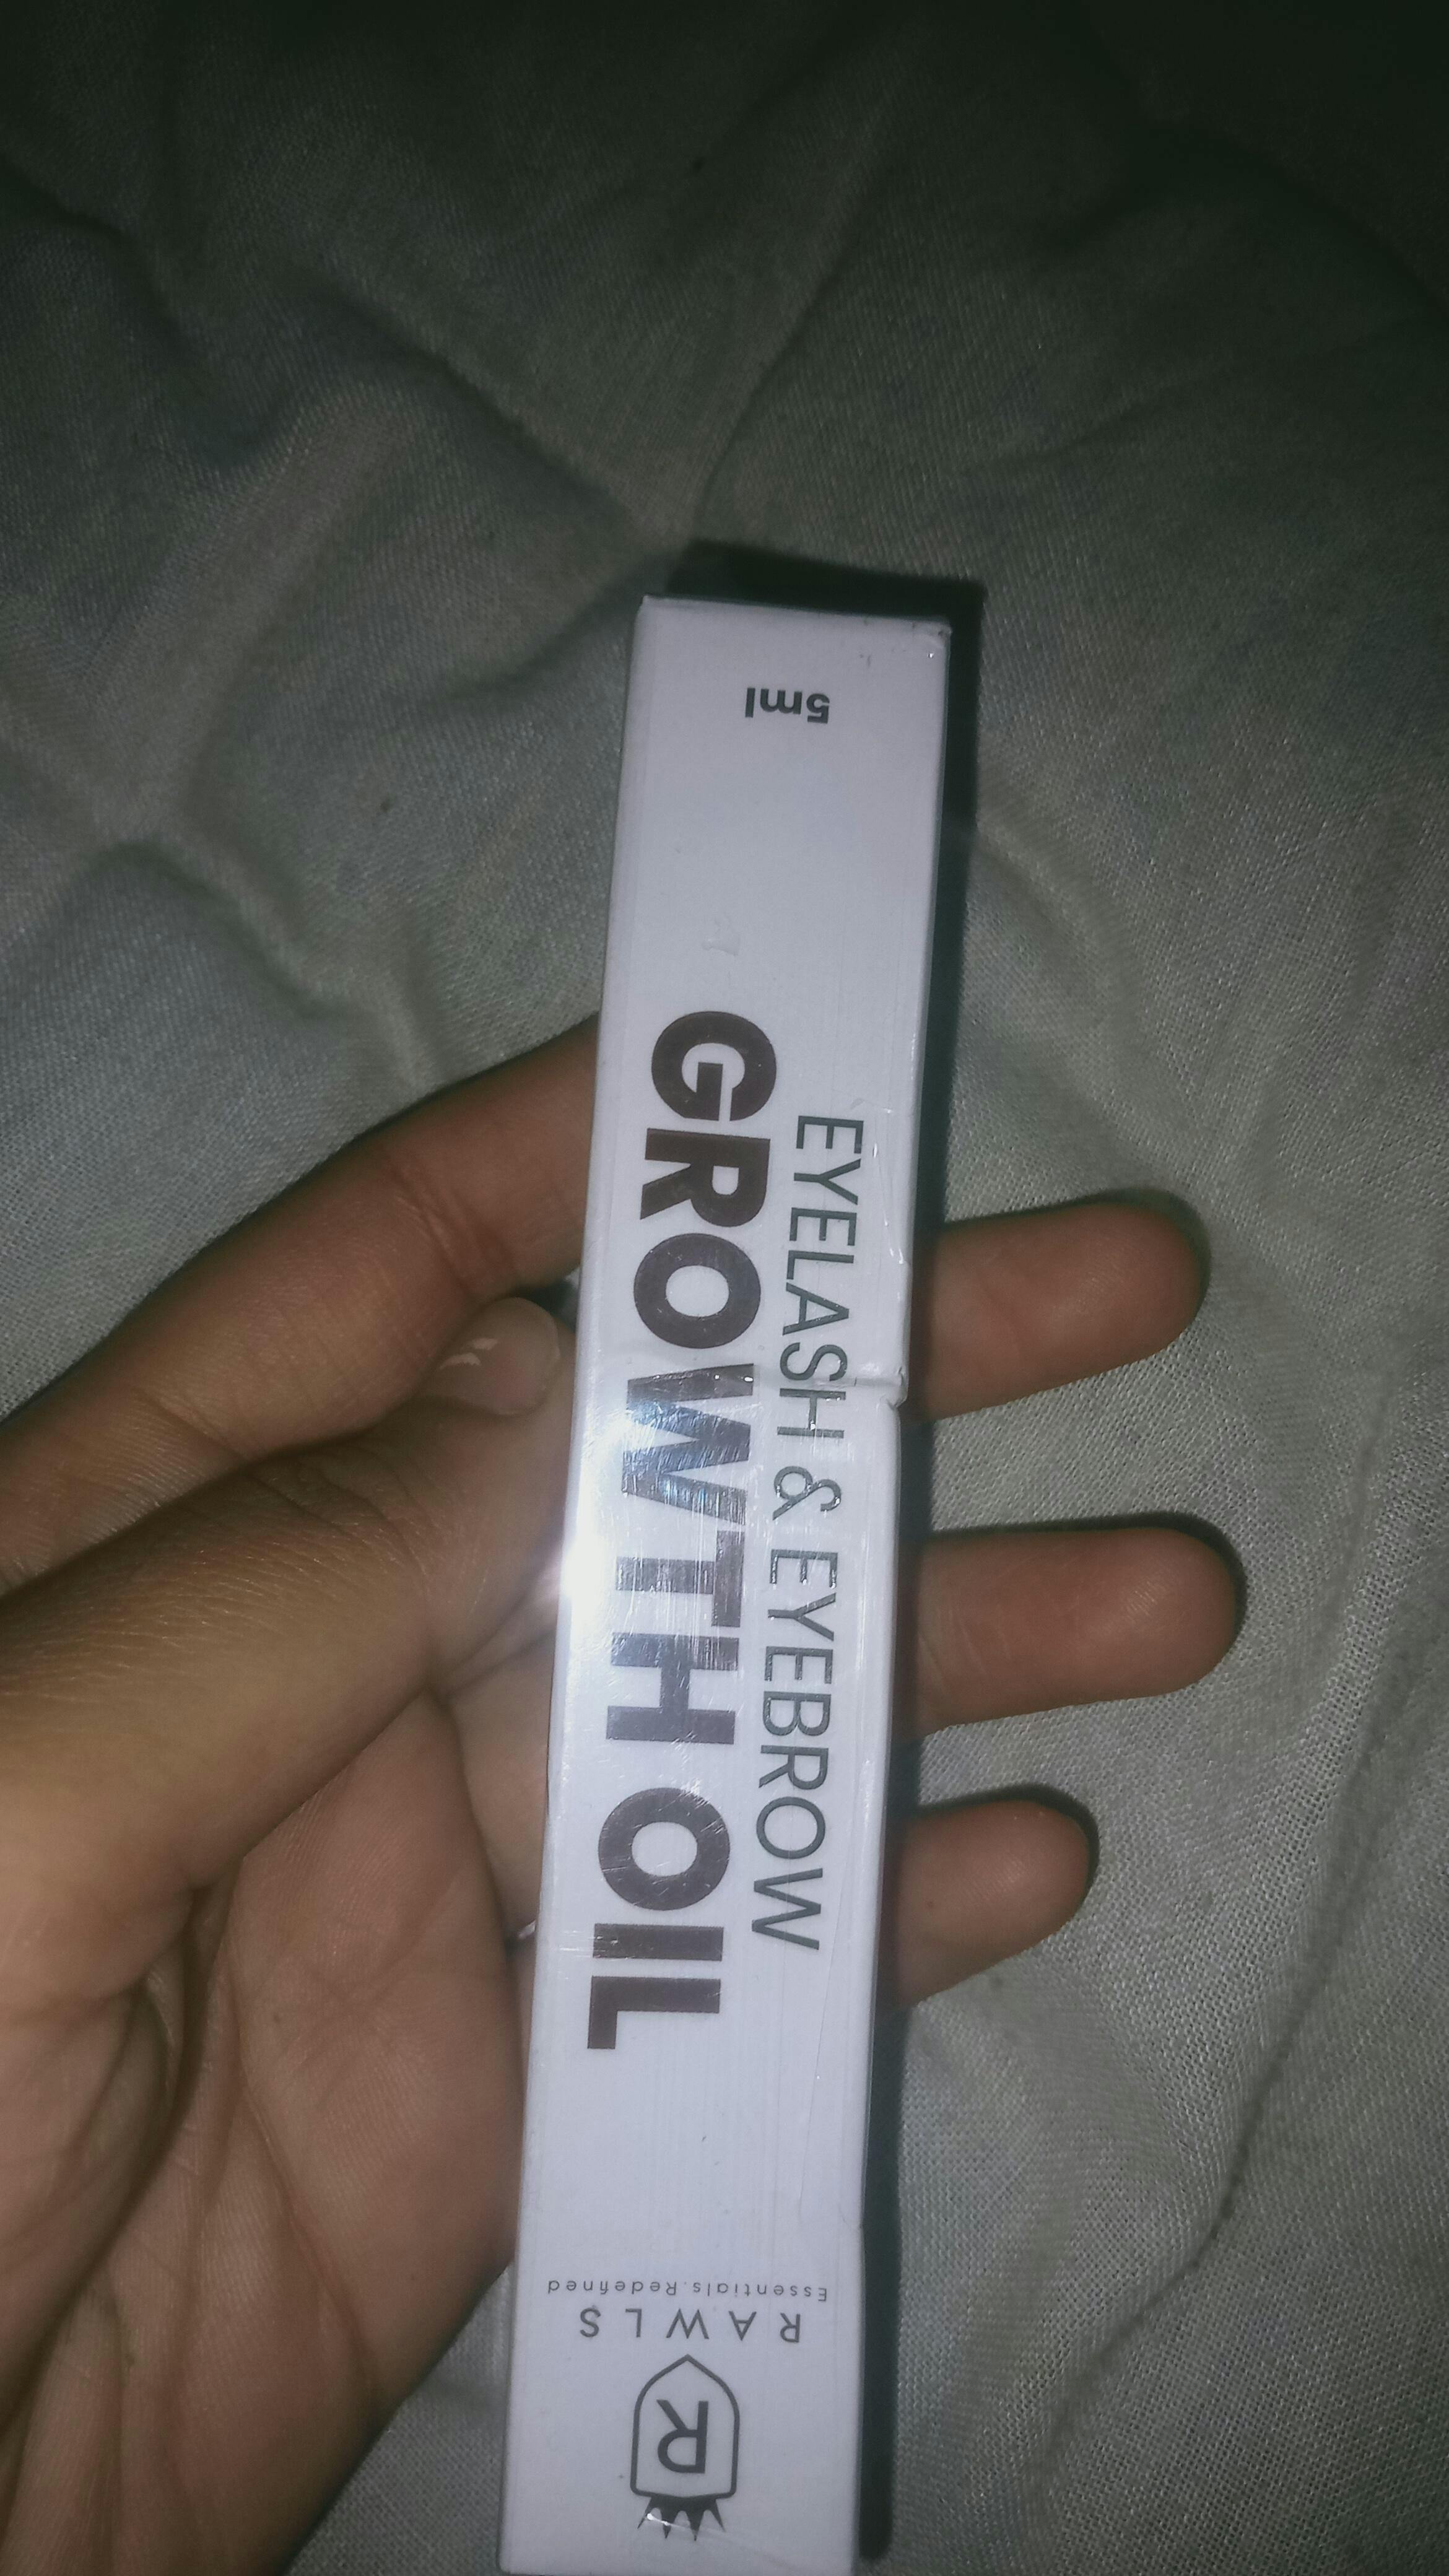 R
RAWLS
Essentials.Redefined
EYELASH & EYEBROW
GROWTH OIL
5ml